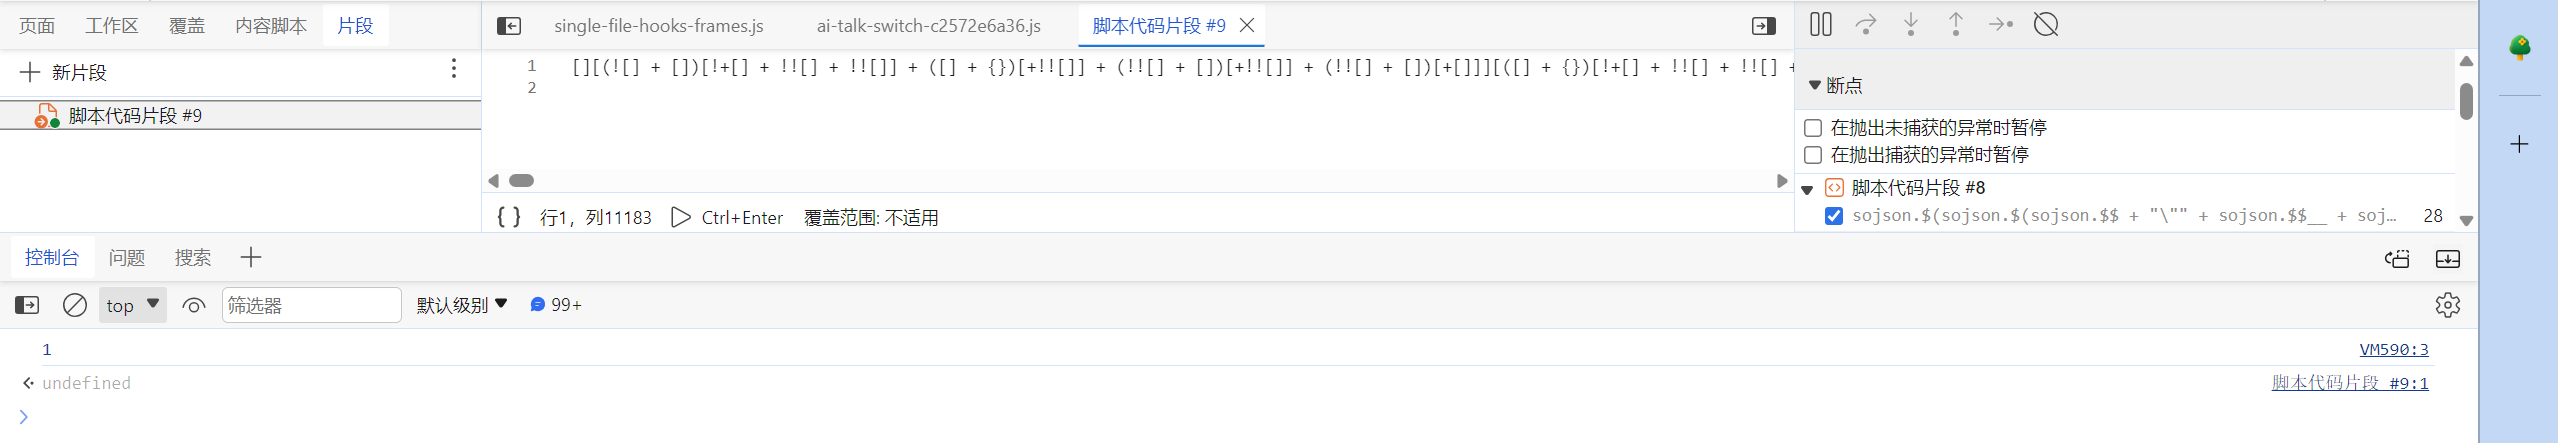 页面 工作区 覆盖 内容脚本 片段
新片段
脚本代码片段 #9
single-file-hooks-frames.js ai-talk-switch-c2572e6a36.js 脚本代码片段 #9
1 [][(![] + [])[!+[] + !![] + !![]] + ([] + {})[+!![]] + (!![] + [])[+!![]] + (!![] + [])[+[]]][([] + {})[!+[] + !![] + !![] +
2
{ } 行1，列11183 Ctrl+Enter 覆盖范围: 不适用
断点
在抛出未捕获的异常时暂停
在抛出捕获的异常时暂停
脚本代码片段 #8
sojson.$(sojson.$(sojson.$$ + "\"" + sojson.$$__ + soj… 28
控制台 问题 搜索
top 筛选器 默认级别 99+
1 VM590:3
undefined 脚本代码片段 #9:1